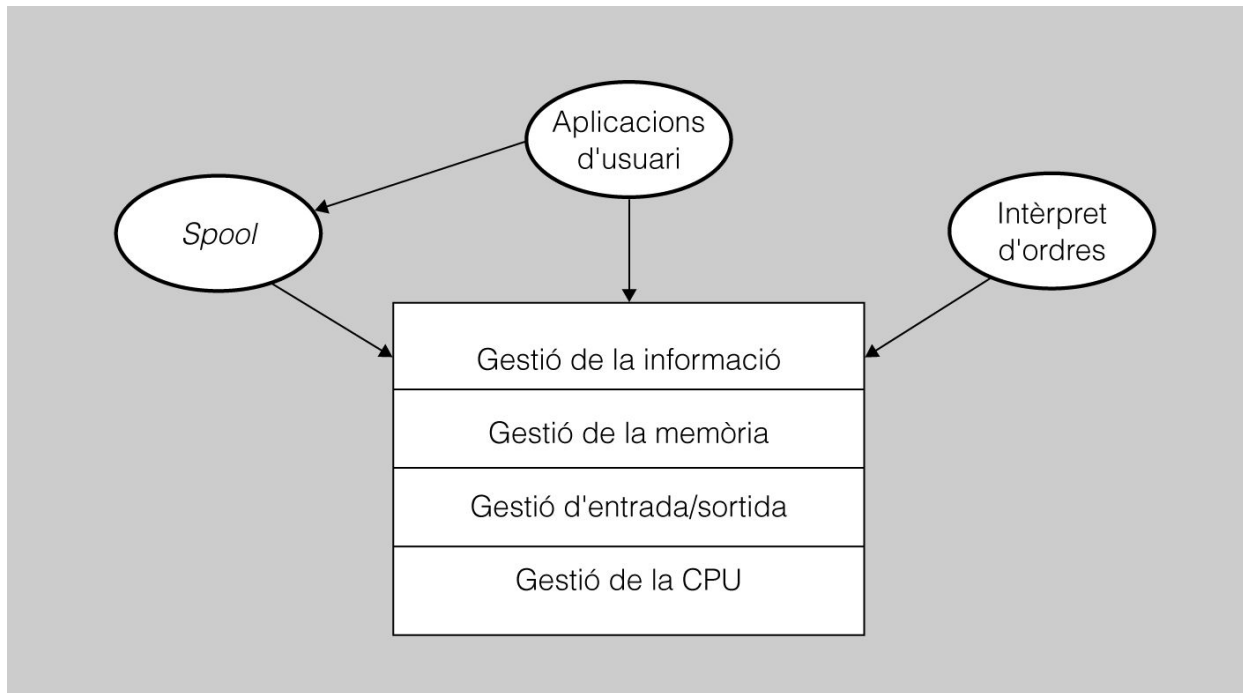 Aplicacions
d'usuari
Spool
Intèrpret
d'ordres
Gestió de la informació
Gestió de la memòria
Gestió d'entrada/sortida
Gestió de la CPU